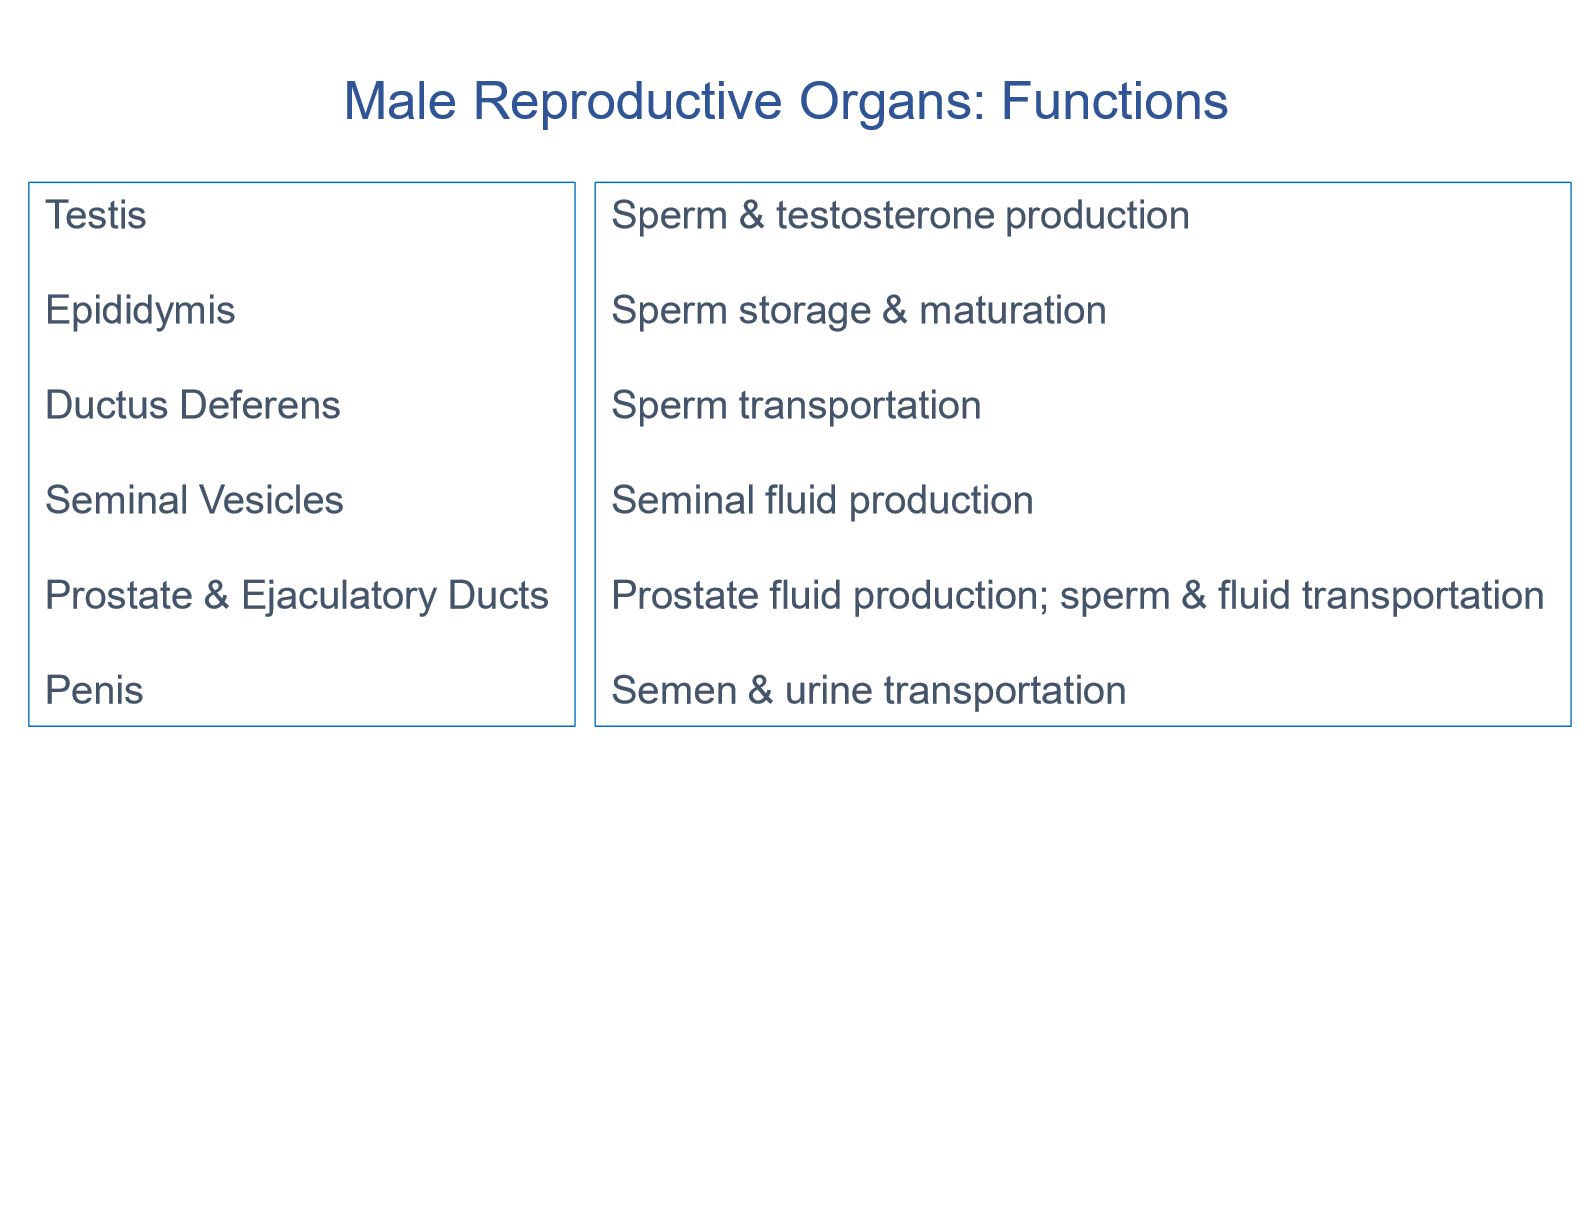 Male Reproductive Organs: Functions
Testis
Epididymis
Ductus Deferens
Seminal Vesicles
Prostate & Ejaculatory Ducts
Penis
Sperm & testosterone production
Sperm storage & maturation
Sperm transportation
Seminal fluid production
Prostate fluid production; sperm & fluid transportation
Semen & urine transportation